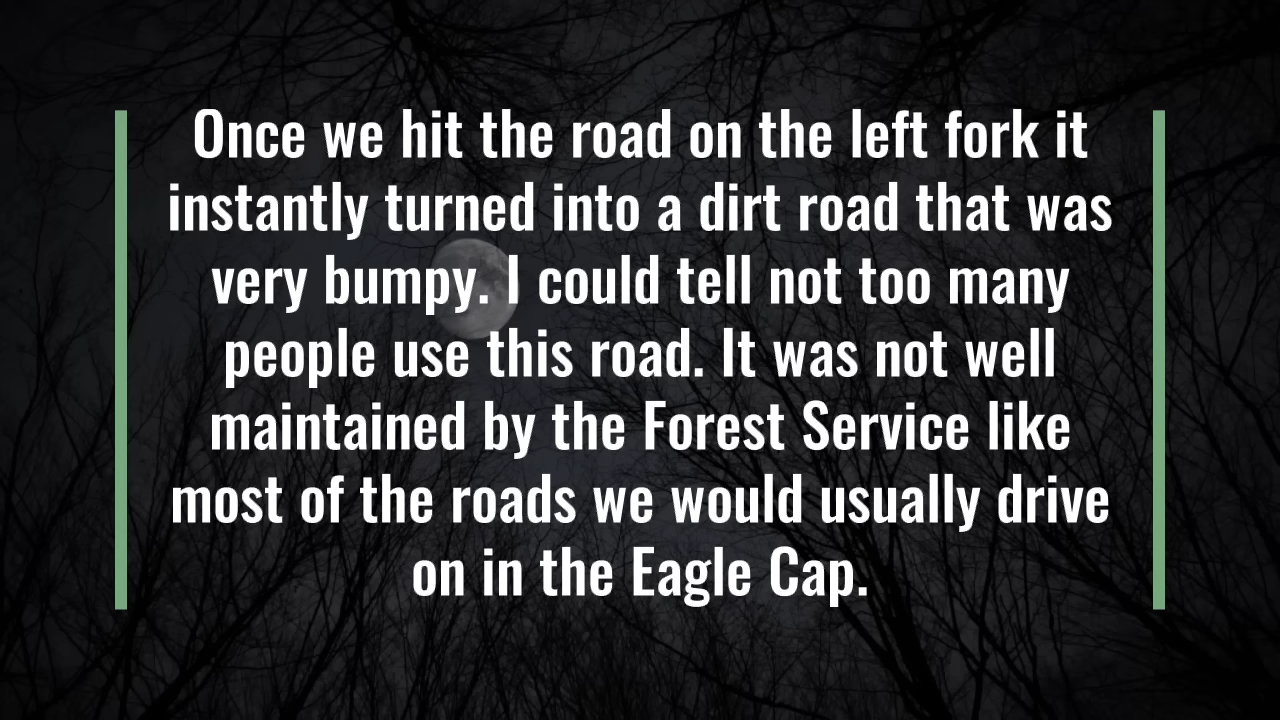 Once we hit the road on the left fork it
instantly turned into a dirt road that was
very bumpy. I could tell not too many
people use this road. It was not well
maintained by the Forest Service like
most of the roads we would usually drive
on in the Eagle Cap.